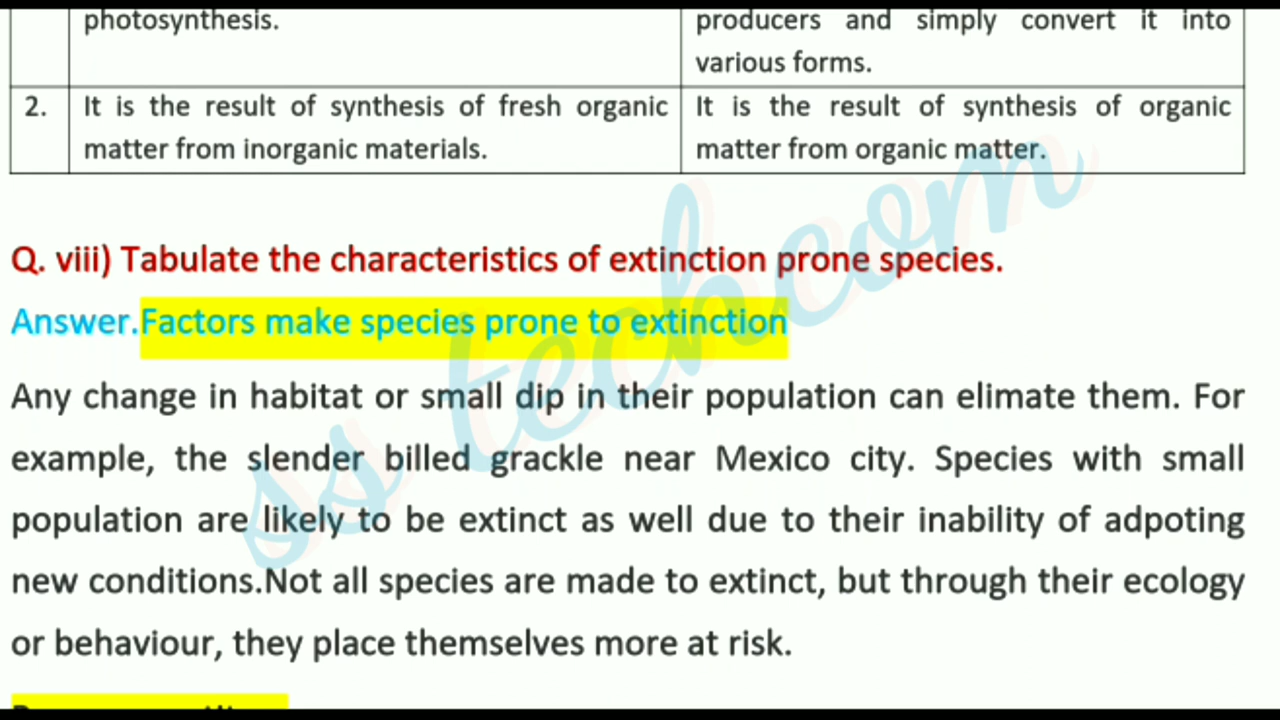 photosynthesis.
producers and simply convert it into
various forms.
2.
It is the result of synthesis of fresh organic
matter from inorganic materials.
It is the result of synthesis of organic
matter from organic matter.
Q. viii) Tabulate the characteristics of extinction prone species.
Answer.Factors make species prone to extinction
Any change in habitat or small dip in their population can elimate them. For
example, the slender billed grackle near Mexico city. Species with small
population are likely to be extinct as well due to their inability of adpoting
new conditions.Not all species are made to extinct, but through their ecology
or behaviour, they place themselves more at risk.
ss techcom